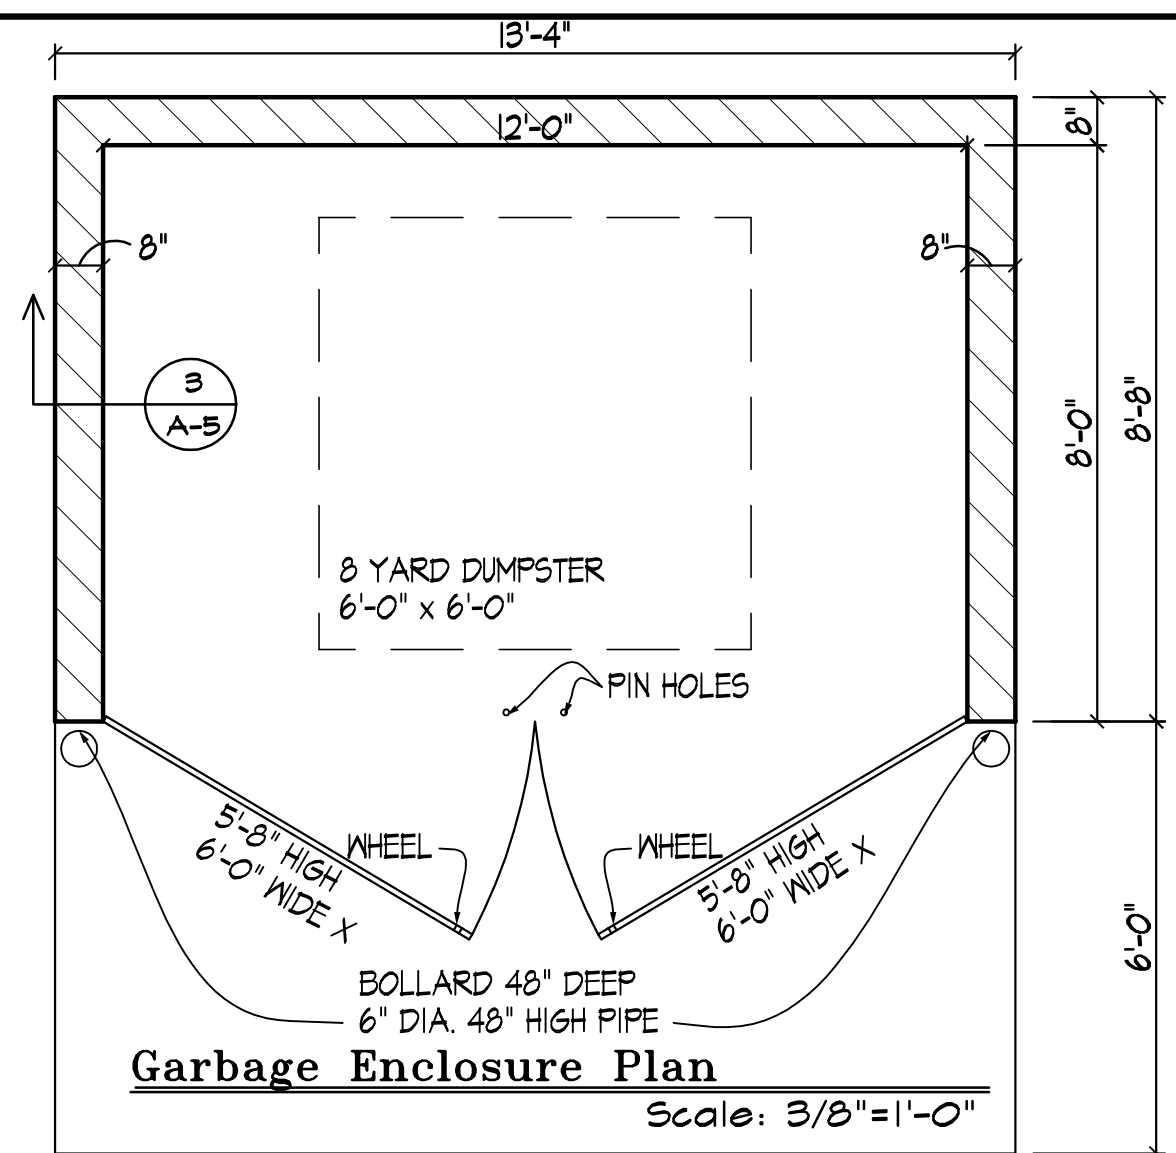 13'-4"
12'-0"
8"
8"
8"
3
A-5
8'-0"
8'-8"
8 YARD DUMPSTER
6'-0" x 6'-0"
PIN HOLES
WHEEL
WHEEL
5'-8" HIGH
6'-0" WIDE X
5'-8" HIGH
6'-0" WIDE X
6'-0"
BOLLARD 48" DEEP
6" DIA. 48" HIGH PIPE
Garbage Enclosure Plan
Scale: 3/8"=1'-0"